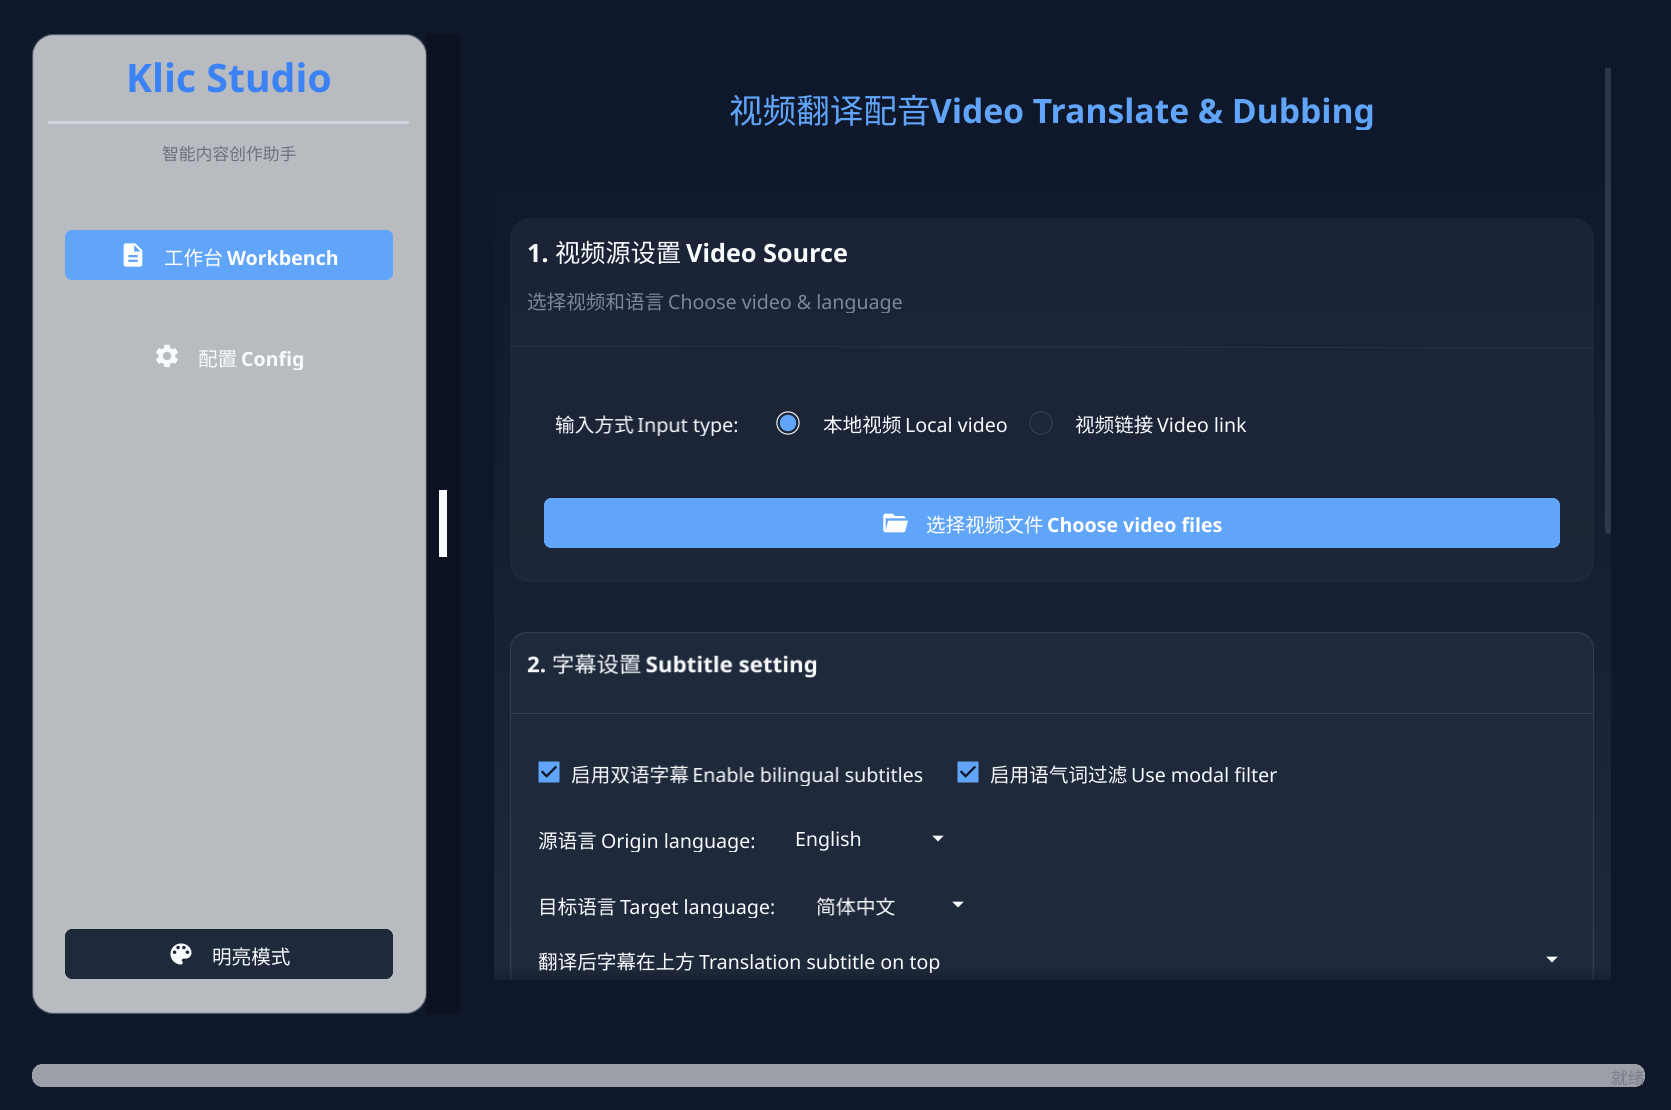 Klic Studio
智能内容创作助手
工作台 Workbench
配置 Config
明亮模式
视频翻译配音Video Translate & Dubbing
1. 视频源设置 Video Source
选择视频和语言 Choose video & language
输入方式 Input type: 本地视频 Local video 视频链接 Video link
选择视频文件 Choose video files
2. 字幕设置 Subtitle setting
启用双语字幕 Enable bilingual subtitles 启用语气词过滤 Use modal filter
源语言 Origin language: English
目标语言 Target language: 简体中文
翻译后字幕在上方 Translation subtitle on top
就绪